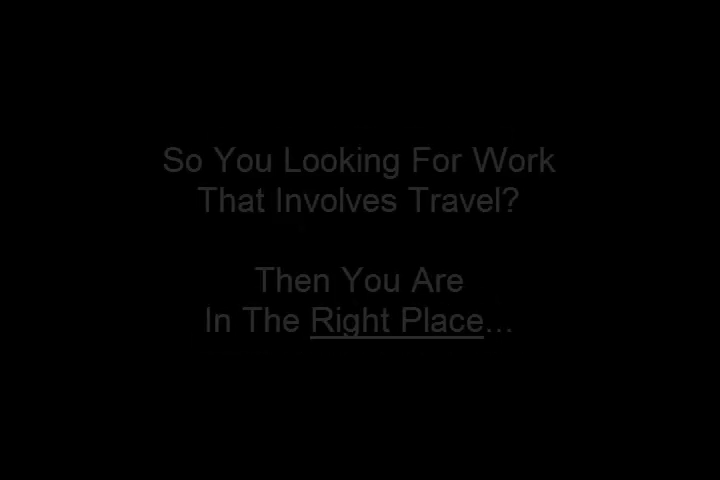 So You Looking For Work
That Involves Travel?
Then You Are
In The Right Place...